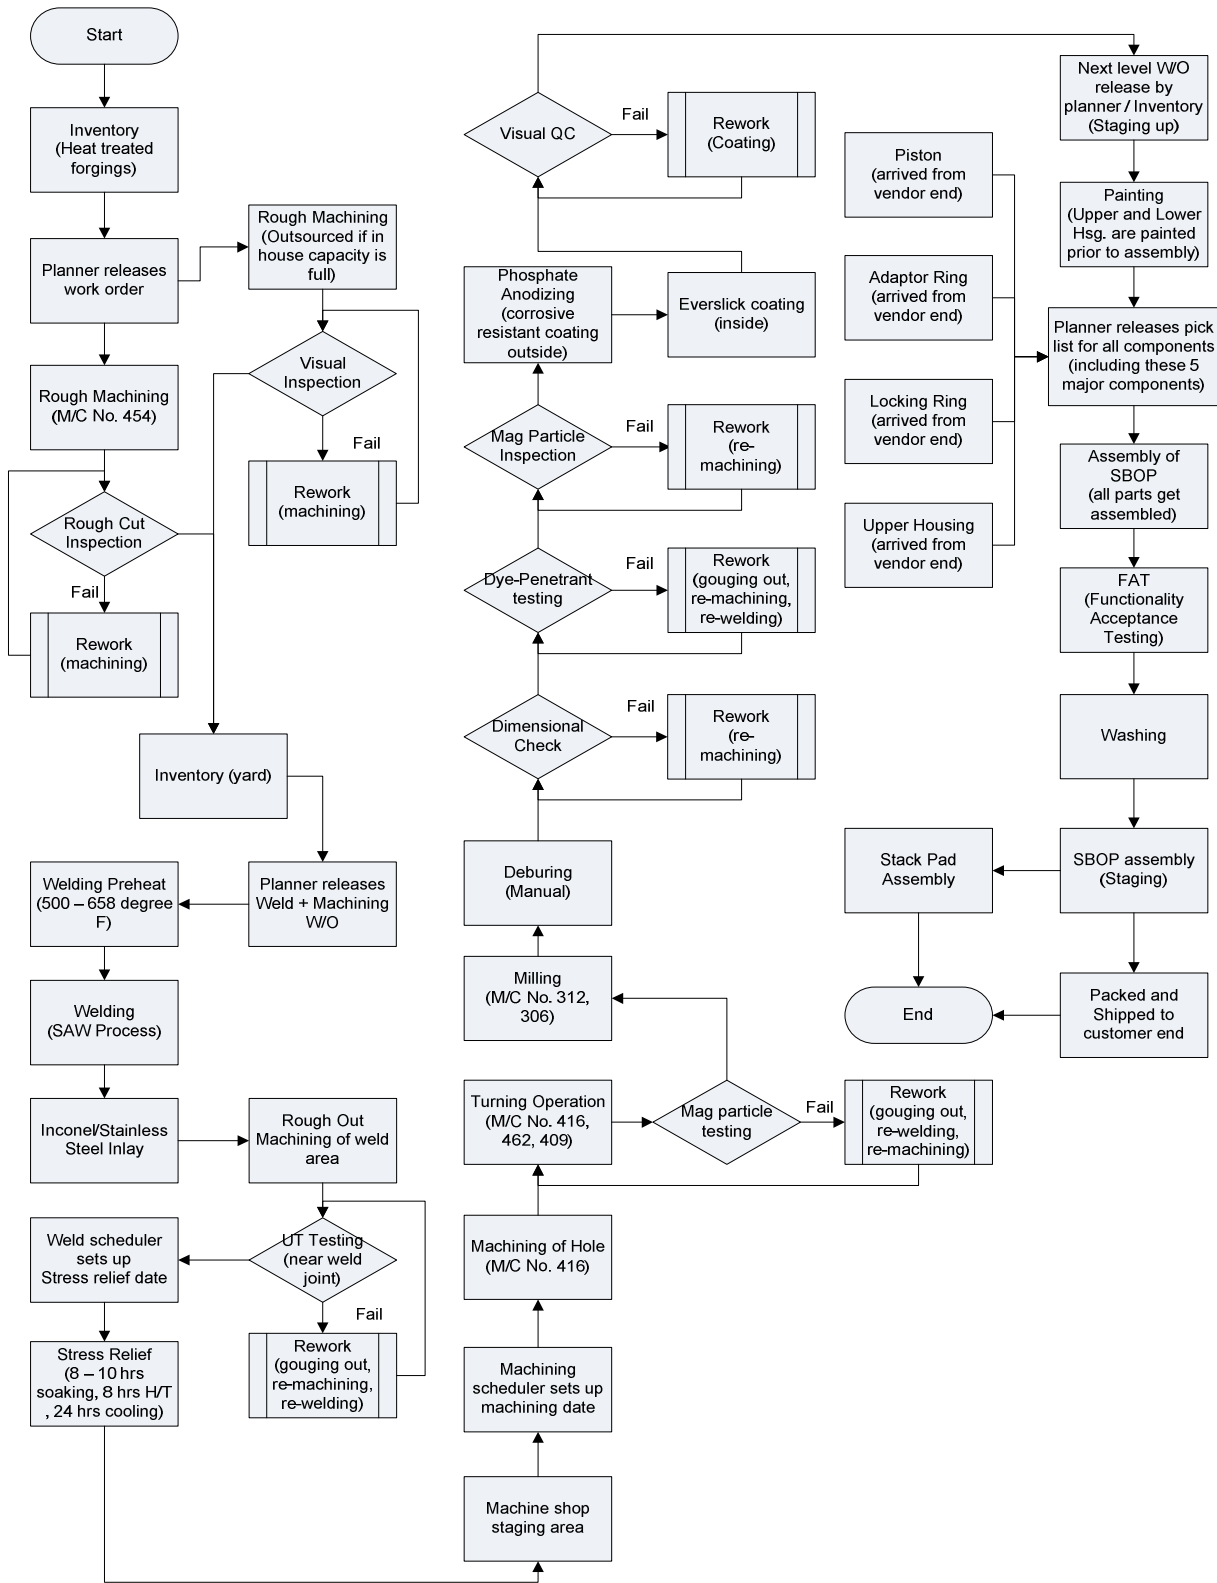 Start
Inventory
(Heat treated
forgings)
Planner releases
work order
Rough Machining
(Outsourced if in
house capacity is
full)
Rough Machining
(M/C No. 454)
Visual
Inspection
Fail
Rework
(machining)
Rough Cut
Inspection
Fail
Rework
(machining)
Inventory (yard)
Planner releases
Weld + Machining
W/O
Welding Preheat
(500 – 658 degree
F)
Welding
(SAW Process)
Inconel/Stainless
Steel Inlay
Rough Out
Machining of weld
area
UT Testing
(near weld
joint)
Fail
Rework
(gouging out,
re-machining,
re-welding)
Weld scheduler
sets up
Stress relief date
Stress Relief
(8 – 10 hrs
soaking, 8 hrs H/T
, 24 hrs cooling)
Machine shop
staging area
Machining
scheduler sets up
machining date
Machining of Hole
(M/C No. 416)
Turning Operation
(M/C No. 416,
462, 409)
Mag particle
testing
Fail
Rework
(gouging out,
re-welding,
re-machining)
Milling
(M/C No. 312,
306)
Deburing
(Manual)
Dimensional
Check
Fail
Rework
(re-
machining)
Dye-Penetrant
testing
Fail
Rework
(gouging out,
re-machining,
re-welding)
Mag Particle
Inspection
Fail
Rework
(re-
machining)
Phosphate
Anodizing
(corrosive
resistant coating
outside)
Everslick coating
(inside)
Visual QC
Fail
Rework
(Coating)
Next level W/O
release by
planner / Inventory
(Staging up)
Painting
(Upper and Lower
Hsg. are painted
prior to assembly)
Piston
(arrived from
vendor end)
Adaptor Ring
(arrived from
vendor end)
Locking Ring
(arrived from
vendor end)
Upper Housing
(arrived from
vendor end)
Planner releases pick
list for all components
(including these 5
major components)
Assembly of
SBOP
(all parts get
assembled)
FAT
(Functionality
Acceptance
Testing)
Washing
SBOP assembly
(Staging)
Stack Pad
Assembly
Packed and
Shipped to
customer end
End